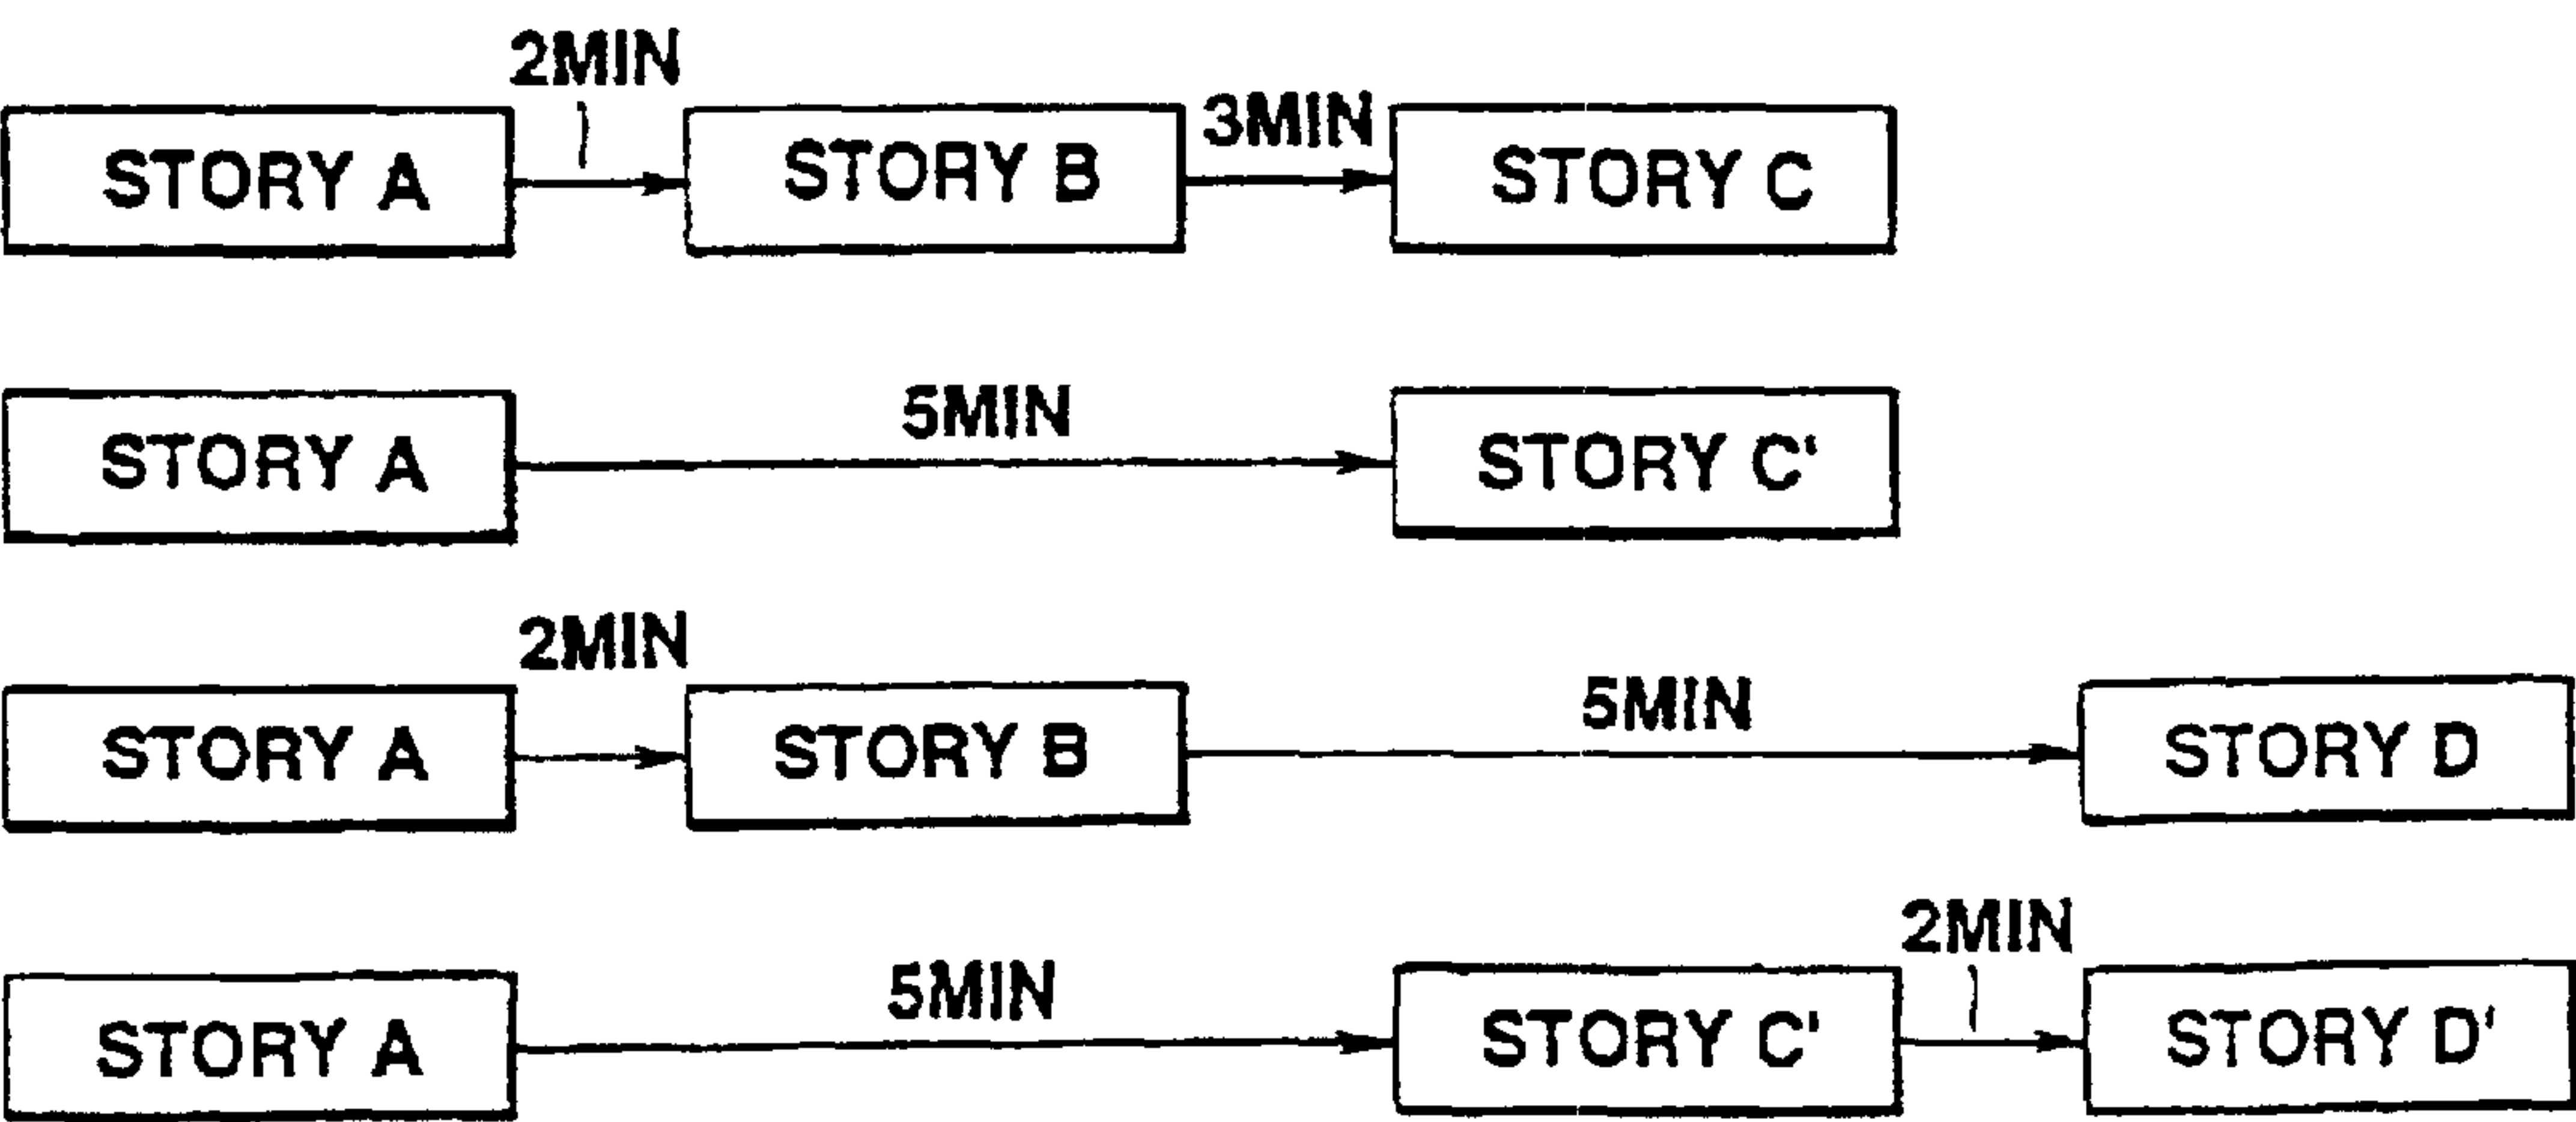 2MIN
3MIN
STORY A STORY B STORY C
5MIN
STORY A STORY C'
2MIN
5MIN
STORY A STORY B STORY D
2MIN
5MIN
STORY A STORY C' STORY D'